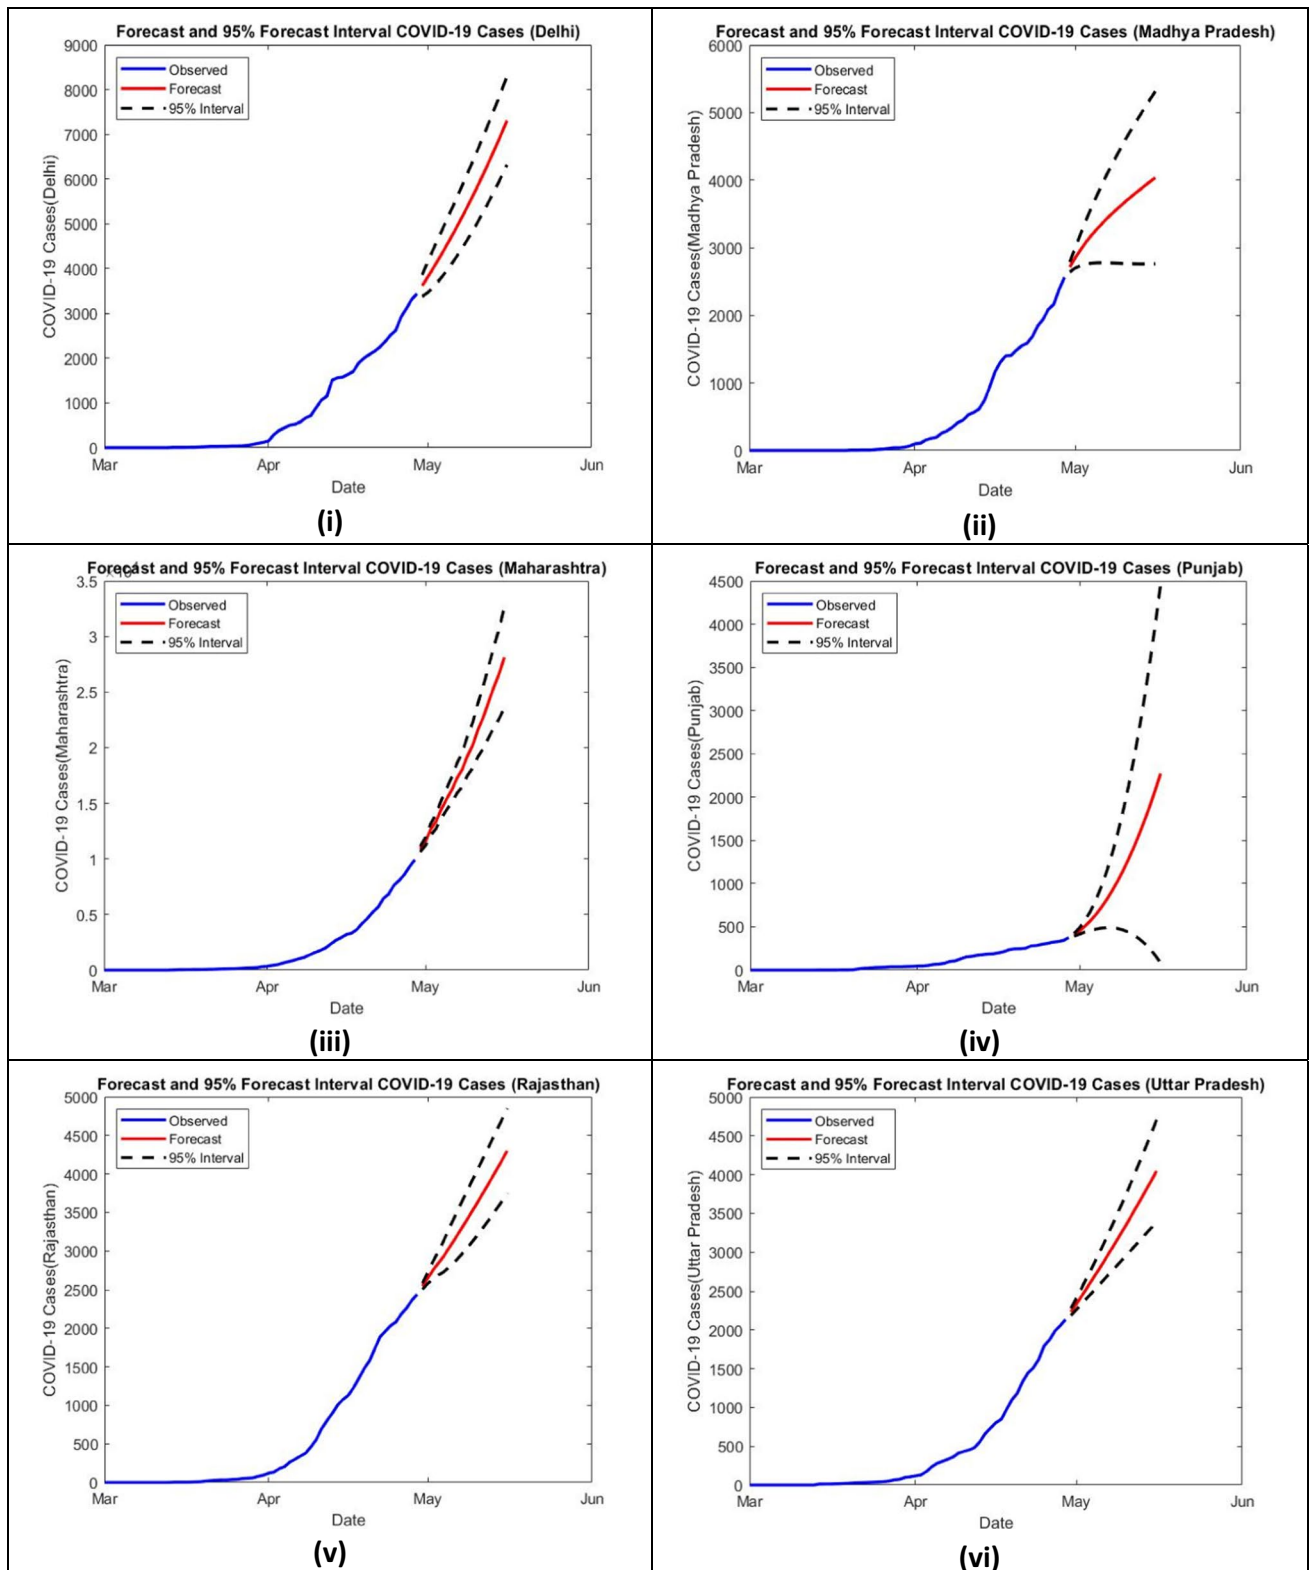 Forecast and 95% Forecast Interval COVID-19 Cases (Delhi)
9000
8000
7000
6000
5000
4000
3000
2000
1000
0
COVID-19 Cases(Delhi)
Observed
Forecast
95% Interval
Mar Apr May Jun
Date
(i)
Forecast and 95% Forecast Interval COVID-19 Cases (Madhya Pradesh)
6000
5000
4000
3000
2000
1000
0
COVID-19 Cases(Madhya Pradesh)
Observed
Forecast
95% Interval
Mar Apr May Jun
Date
(ii)
Forecast and 95% Forecast Interval COVID-19 Cases (Maharashtra)
3.5
3
2.5
2
1.5
1
0.5
0
COVID-19 Cases(Maharashtra)
Observed
Forecast
95% Interval
Mar Apr May Jun
Date
(iii)
Forecast and 95% Forecast Interval COVID-19 Cases (Punjab)
4500
4000
3500
3000
2500
2000
1500
1000
500
0
COVID-19 Cases(Punjab)
Observed
Forecast
95% Interval
Mar Apr May Jun
Date
(iv)
Forecast and 95% Forecast Interval COVID-19 Cases (Rajasthan)
5000
4500
4000
3500
3000
2500
2000
1500
1000
500
0
COVID-19 Cases(Rajasthan)
Observed
Forecast
95% Interval
Mar Apr May Jun
Date
(v)
Forecast and 95% Forecast Interval COVID-19 Cases (Uttar Pradesh)
5000
4500
4000
3500
3000
2500
2000
1500
1000
500
0
COVID-19 Cases(Uttar Pradesh)
Observed
Forecast
95% Interval
Mar Apr May Jun
Date
(vi)